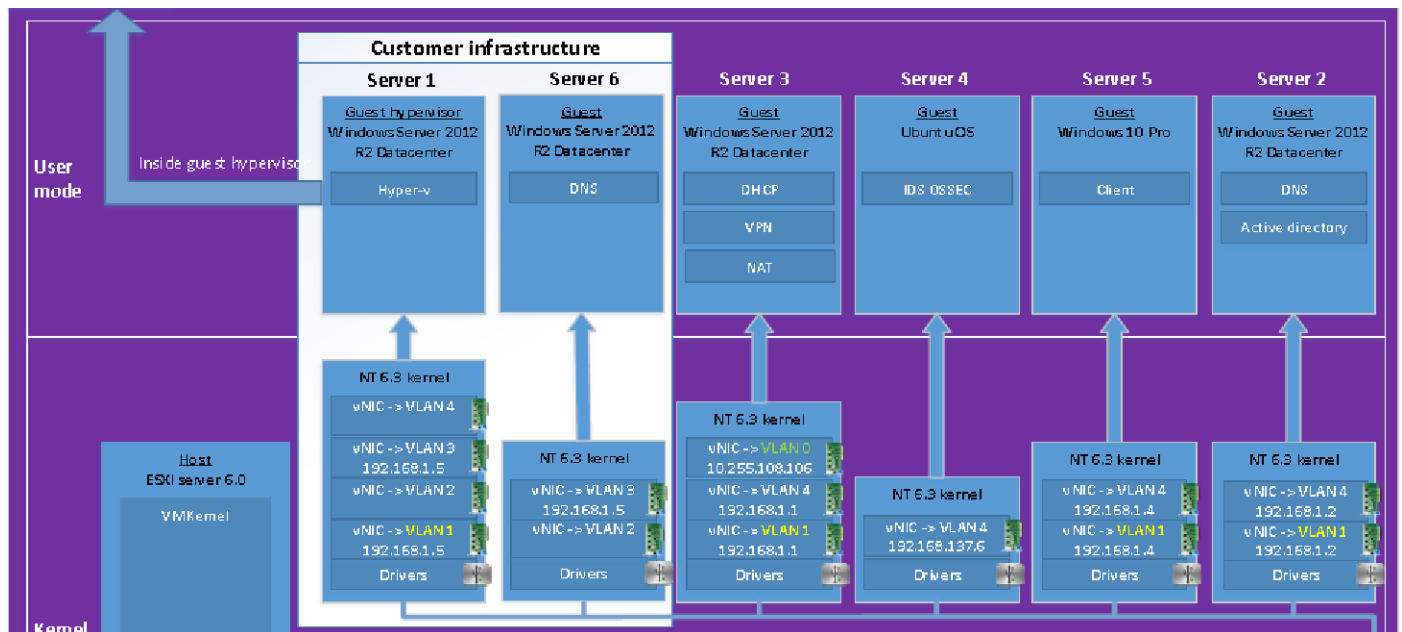 Customer infrastructure
Server 1
Server 6
Server 3
Server 4
Server 5
Server 2
Guest hypervisor
Windows Server 2012
R2 Datacenter
Hyper-v
Guest
Windows Server 2012
R2 Datacenter
DNS
Guest
Windows Server 2012
R2 Datacenter
DHCP
VPN
NAT
Guest
Ubuntu OS
IDS OSSEC
Guest
Windows 10 Pro
Client
Guest
Windows Server 2012
R2 Datacenter
DNS
Active directory
User
mode
Inside guest hypervisor
NT 6.3 kernel
vNIC -> VLAN 4
vNIC -> VLAN 3
192.168.1.5
vNIC -> VLAN 2
vNIC -> VLAN 1
192.168.1.5
Drivers
NT 6.3 kernel
vNIC -> VLAN 3
192.168.1.5
vNIC -> VLAN 2
Drivers
NT 6.3 kernel
vNIC -> VLAN 0
10.255.108.106
vNIC -> VLAN 4
192.168.1.1
vNIC -> VLAN 1
192.168.1.1
Drivers
NT 6.3 kernel
vNIC -> VLAN 4
192.168.137.6
Drivers
NT 6.3 kernel
vNIC -> VLAN 4
192.168.1.4
vNIC -> VLAN 1
192.168.1.4
Drivers
NT 6.3 kernel
vNIC -> VLAN 4
192.168.1.2
vNIC -> VLAN 1
192.168.1.2
Drivers
Host
ESXI server 6.0
VMKernel
Kernel